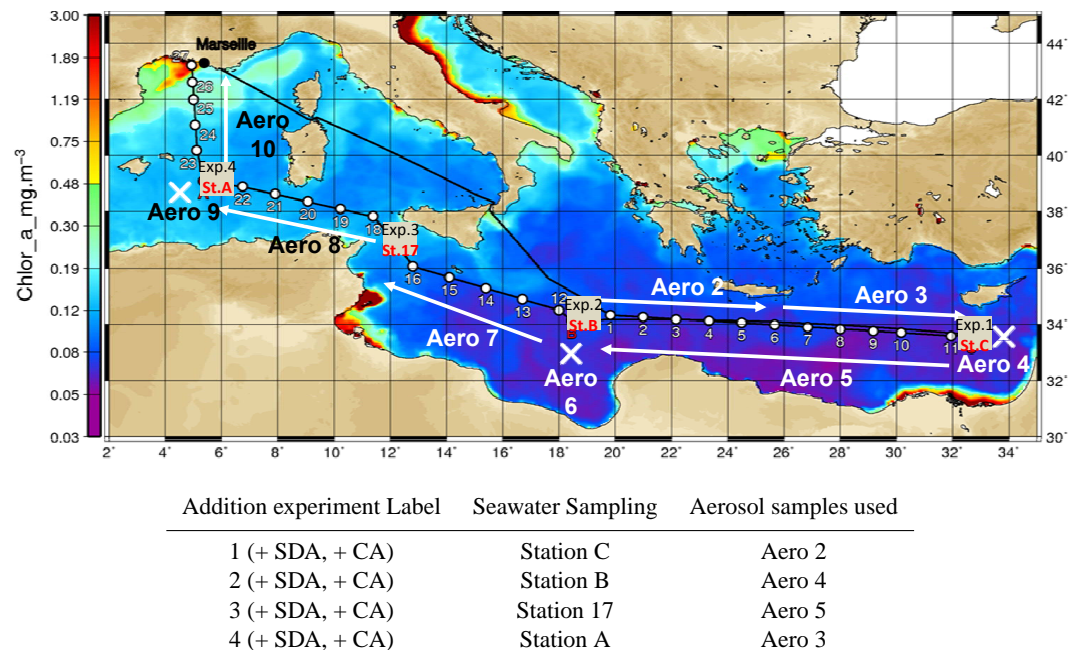 Chlor_a_mg.m⁻³
3.00
1.89
1.19
0.75
0.48
0.30
0.19
0.12
0.08
0.05
0.03
44°
42°
40°
38°
36°
34°
32°
30°
2° 4° 6° 8° 10° 12° 14° 16° 18° 20° 22° 24° 26° 28° 30° 32° 34°
Marseille
27
26
25
24
23
Aero
10
Exp.4
St.A
22 21 20 19 18
Aero 9
Aero 8
Exp.3
St.17
16 15 14 13 12
Aero 7
Exp.2
St.B
Aero
6
Aero 2
Aero 3
1 2 3 4 5 6 7 8 9 10 11
Exp.1
St.C
Aero 4
Aero 5
Addition experiment Label Seawater Sampling Aerosol samples used
1 (+ SDA, + CA) Station C Aero 2
2 (+ SDA, + CA) Station B Aero 4
3 (+ SDA, + CA) Station 17 Aero 5
4 (+ SDA, + CA) Station A Aero 3